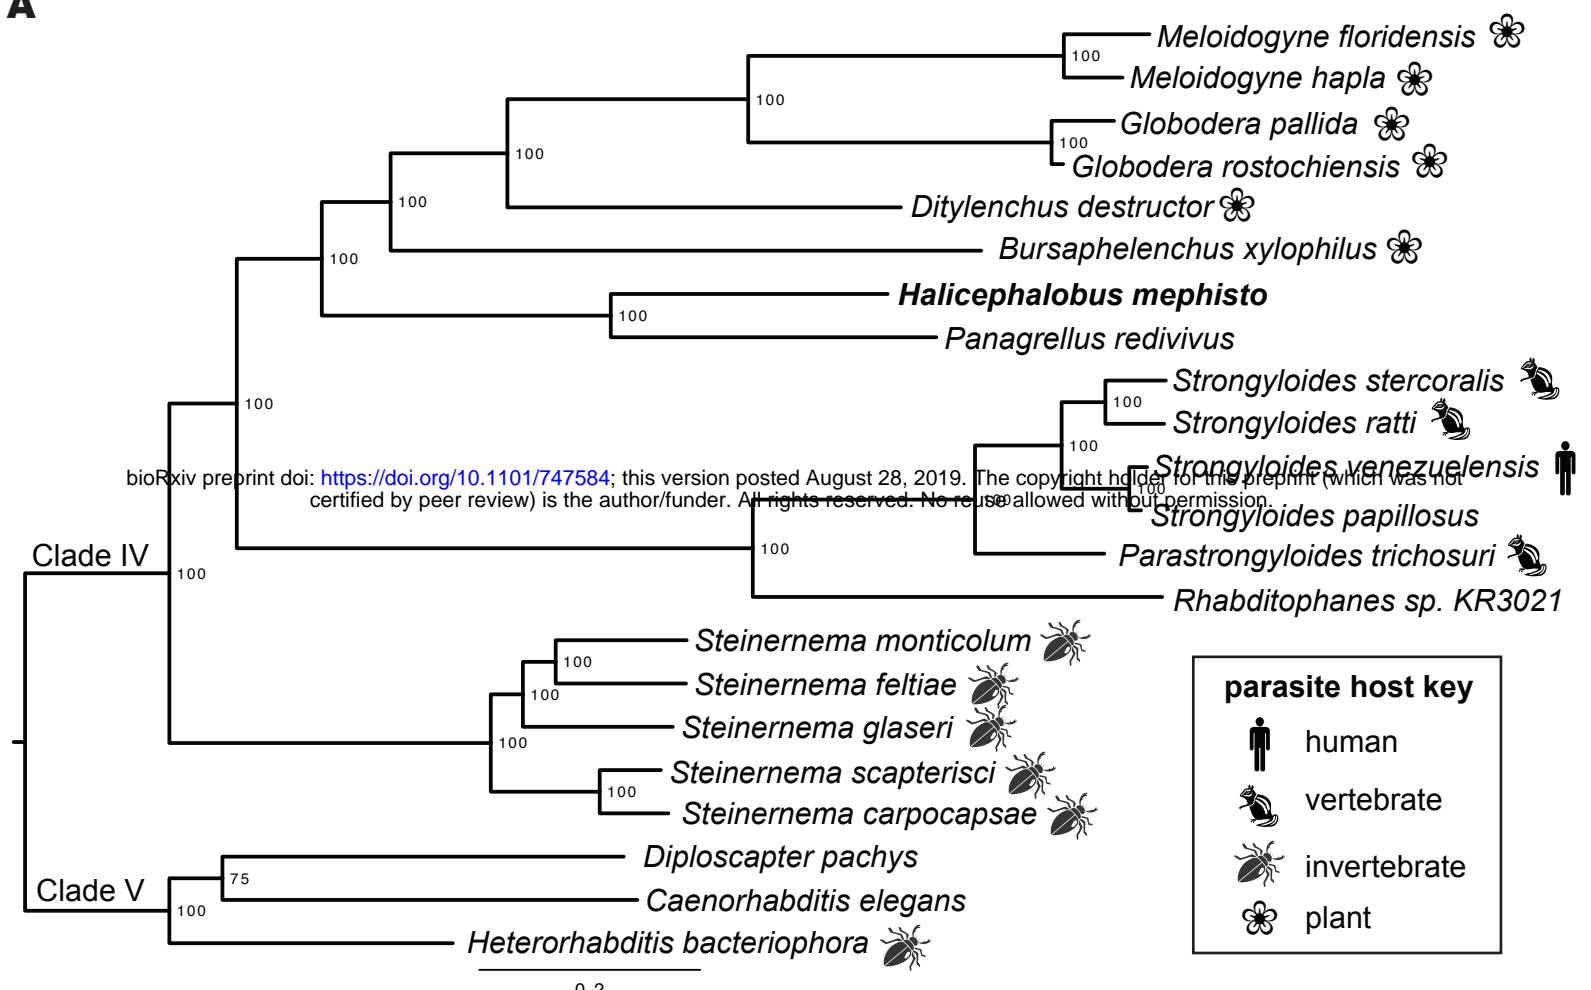 A
Meloidogyne floridensis
100
Meloidogyne hapla
100
Globodera pallida
100
Globodera rostochiensis
100
Ditylenchus destructor
100
Bursaphelenchus xylophilus
100
Halicephalobus mephisto
100
Panagrellus redivivus
Strongyloides stercoralis
100
100
Strongyloides ratti
100
Strongyloides venezuelensis
bioRxiv preprint doi: https://doi.org/10.1101/747584; this version posted August 28, 2019. The copyright holder for this preprint (which was not
100
certified by peer review) is the author/funder. All rights reserved. No reuse allowed without permission.
100
Strongyloides papillosus
100
Parastrongyloides trichosuri
Clade IV
100
Rhabditophanes sp. KR3021
Steinernema monticolum
100
Steinernema feltiae
100
Steinernema glaseri
100
Steinernema scapterisci
100
Steinernema carpocapsae
Diploscapter pachys
75
Clade V
Caenorhabditis elegans
100
Heterorhabditis bacteriophora
parasite host key
human
vertebrate
invertebrate
plant